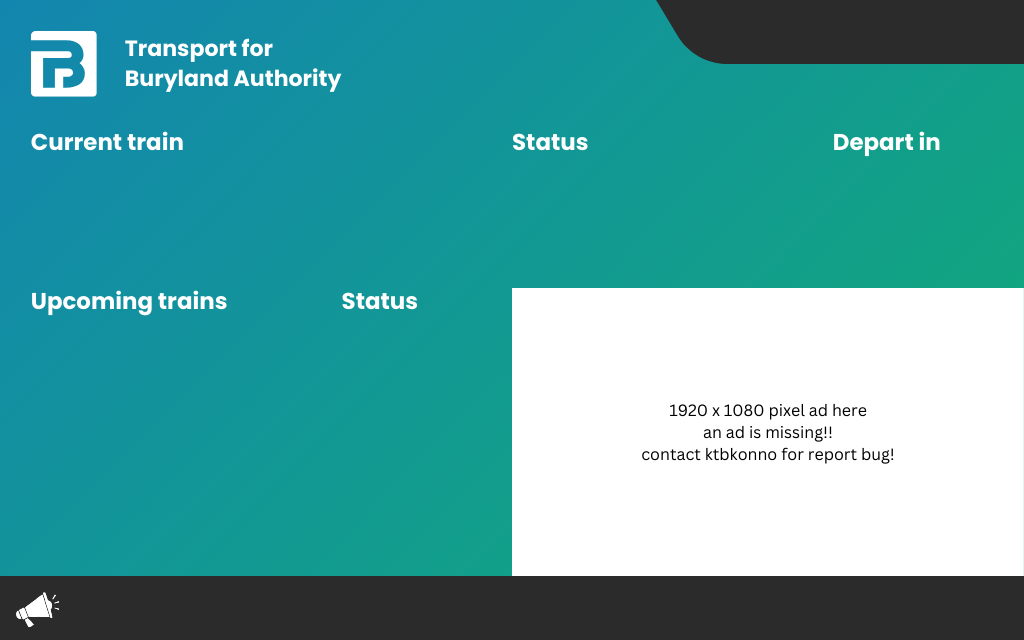 Transport for
Buryland Authority
Current train
Status
Depart in
Upcoming trains
Status
1920 x 1080 pixel ad here
an ad is missing!!
contact ktbkonno for report bug!